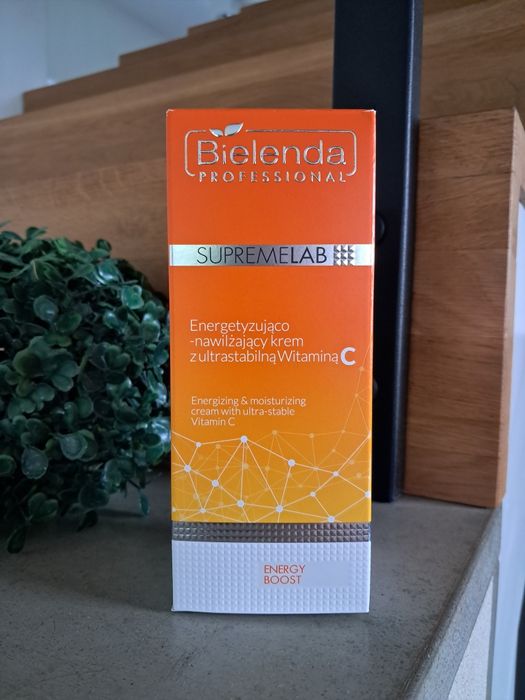 Bielenda
PROFESSIONAL
SUPREMELAB
Energetyzująco
-nawilżający krem
z ultrastabilną Witaminą C
Energizing & moisturizing
cream with ultra-stable
Vitamin C
ENERGY
BOOST